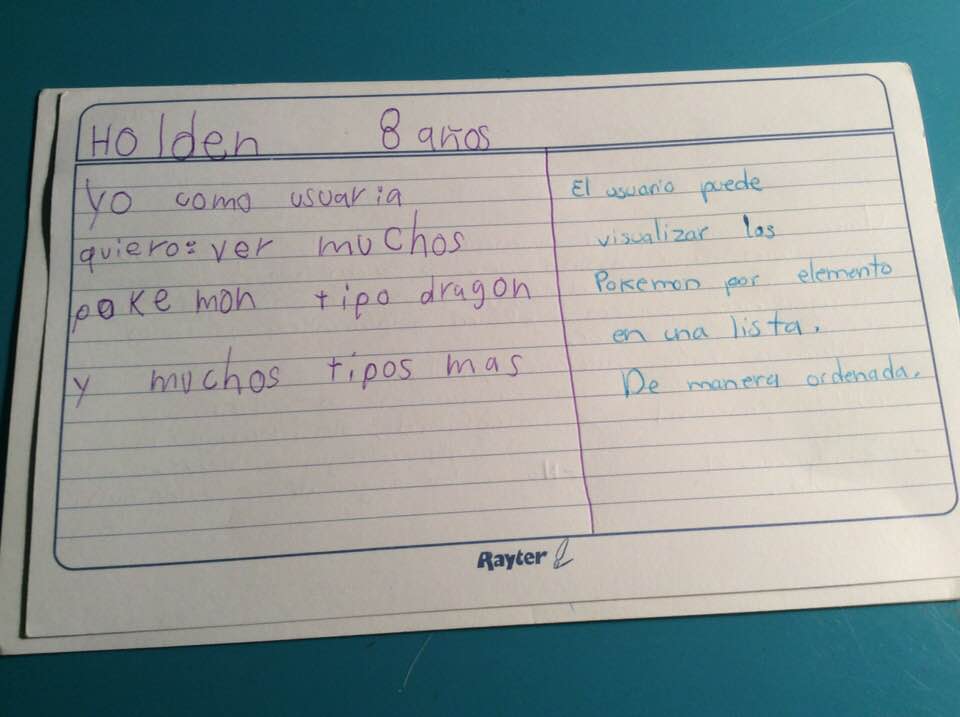 Holden 8 años
Yo como usuaria
quiero: ver muchos
pokemon tipo dragon
y muchos tipos mas
El usuario puede
visualizar los
Pokemon por elemento
en una lista.
De manera ordenada.
Rayter